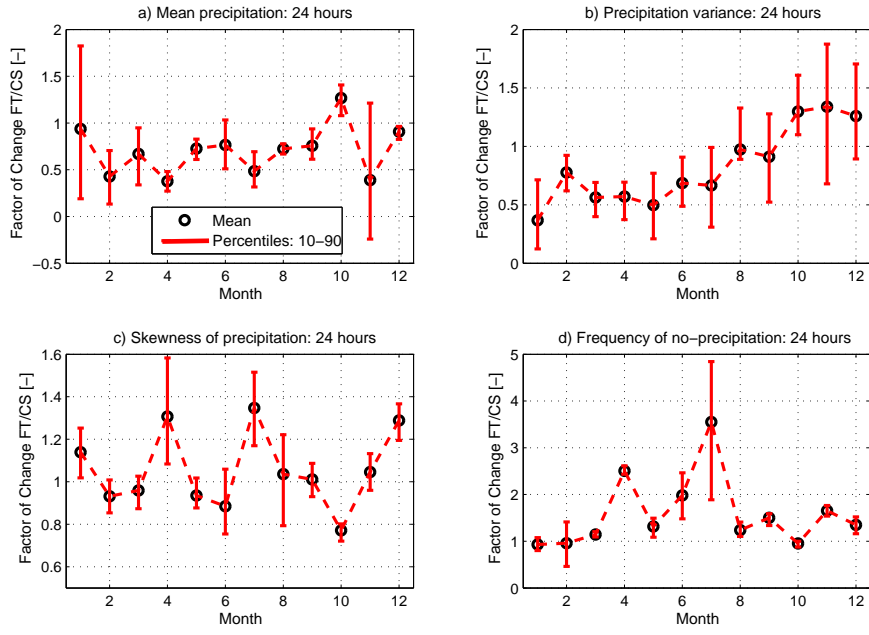 a) Mean precipitation: 24 hours
Factor of Change FT/CS [−]
2
1.5
1
0.5
0
−0.5
2 4 6 8 10 12
Month
Mean
Percentiles: 10−90
b) Precipitation variance: 24 hours
Factor of Change FT/CS [−]
2
1.5
1
0.5
0
2 4 6 8 10 12
Month
c) Skewness of precipitation: 24 hours
Factor of Change FT/CS [−]
1.6
1.4
1.2
1
0.8
0.6
2 4 6 8 10 12
Month
d) Frequency of no−precipitation: 24 hours
Factor of Change FT/CS [−]
5
4
3
2
1
0
2 4 6 8 10 12
Month